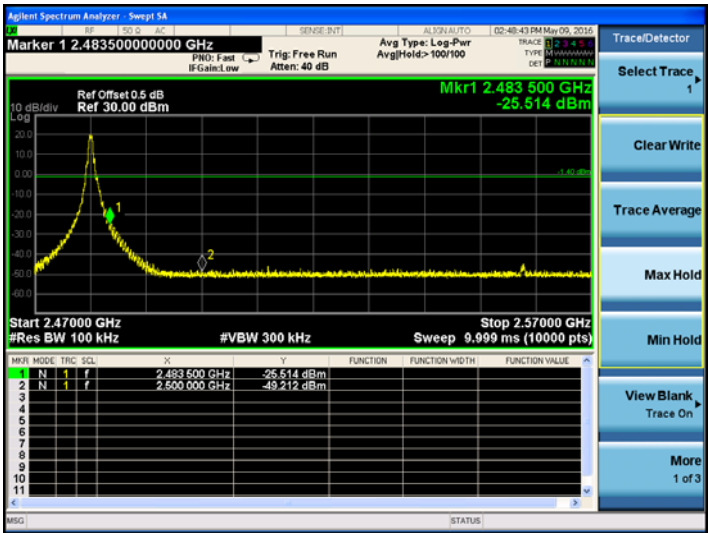 Agilent Spectrum Analyzer - Swept SA
RF 50 Ω AC SENSE:INT ALIGN AUTO 02:48:43 PM May 09, 2016
Marker 1 2.483500000000 GHz
PNO: Fast
IFGain:Low
Trig: Free Run
Atten: 40 dB
Avg Type: Log-Pwr
Avg|Hold:> 100/100
TRACE 1 2 3 4 5 6
TYPE
DET P N N N N N
Ref Offset 0.5 dB
Ref 30.00 dBm
Mkr1 2.483 500 GHz
-25.514 dBm
10 dB/div
Log
20.0
10.0
0.00
-10.0
-20.0
-30.0
-40.0
-50.0
-60.0
-1.40 dBm
1
2
Start 2.47000 GHz
Stop 2.57000 GHz
#Res BW 100 kHz
#VBW 300 kHz
Sweep 9.999 ms (10000 pts)
MKR MODE TRC SCL X Y FUNCTION FUNCTION WIDTH FUNCTION VALUE
1 N 1 f 2.483 500 GHz -25.514 dBm
2 N 1 f 2.500 000 GHz -49.212 dBm
3
4
5
6
7
8
9
10
11
MSG
STATUS
Trace/Detector
Select Trace
1
Clear Write
Trace Average
Max Hold
Min Hold
View Blank
Trace On
More
1 of 3